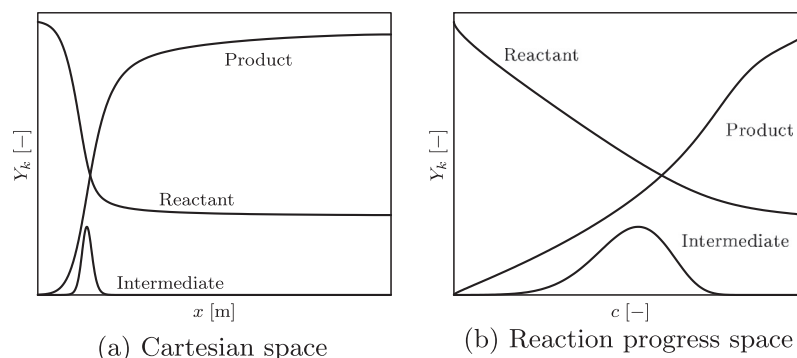 Y_k [−]
Product
Reactant
Intermediate
x [m]
(a) Cartesian space
Y_k [−]
Reactant
Product
Intermediate
c [−]
(b) Reaction progress space